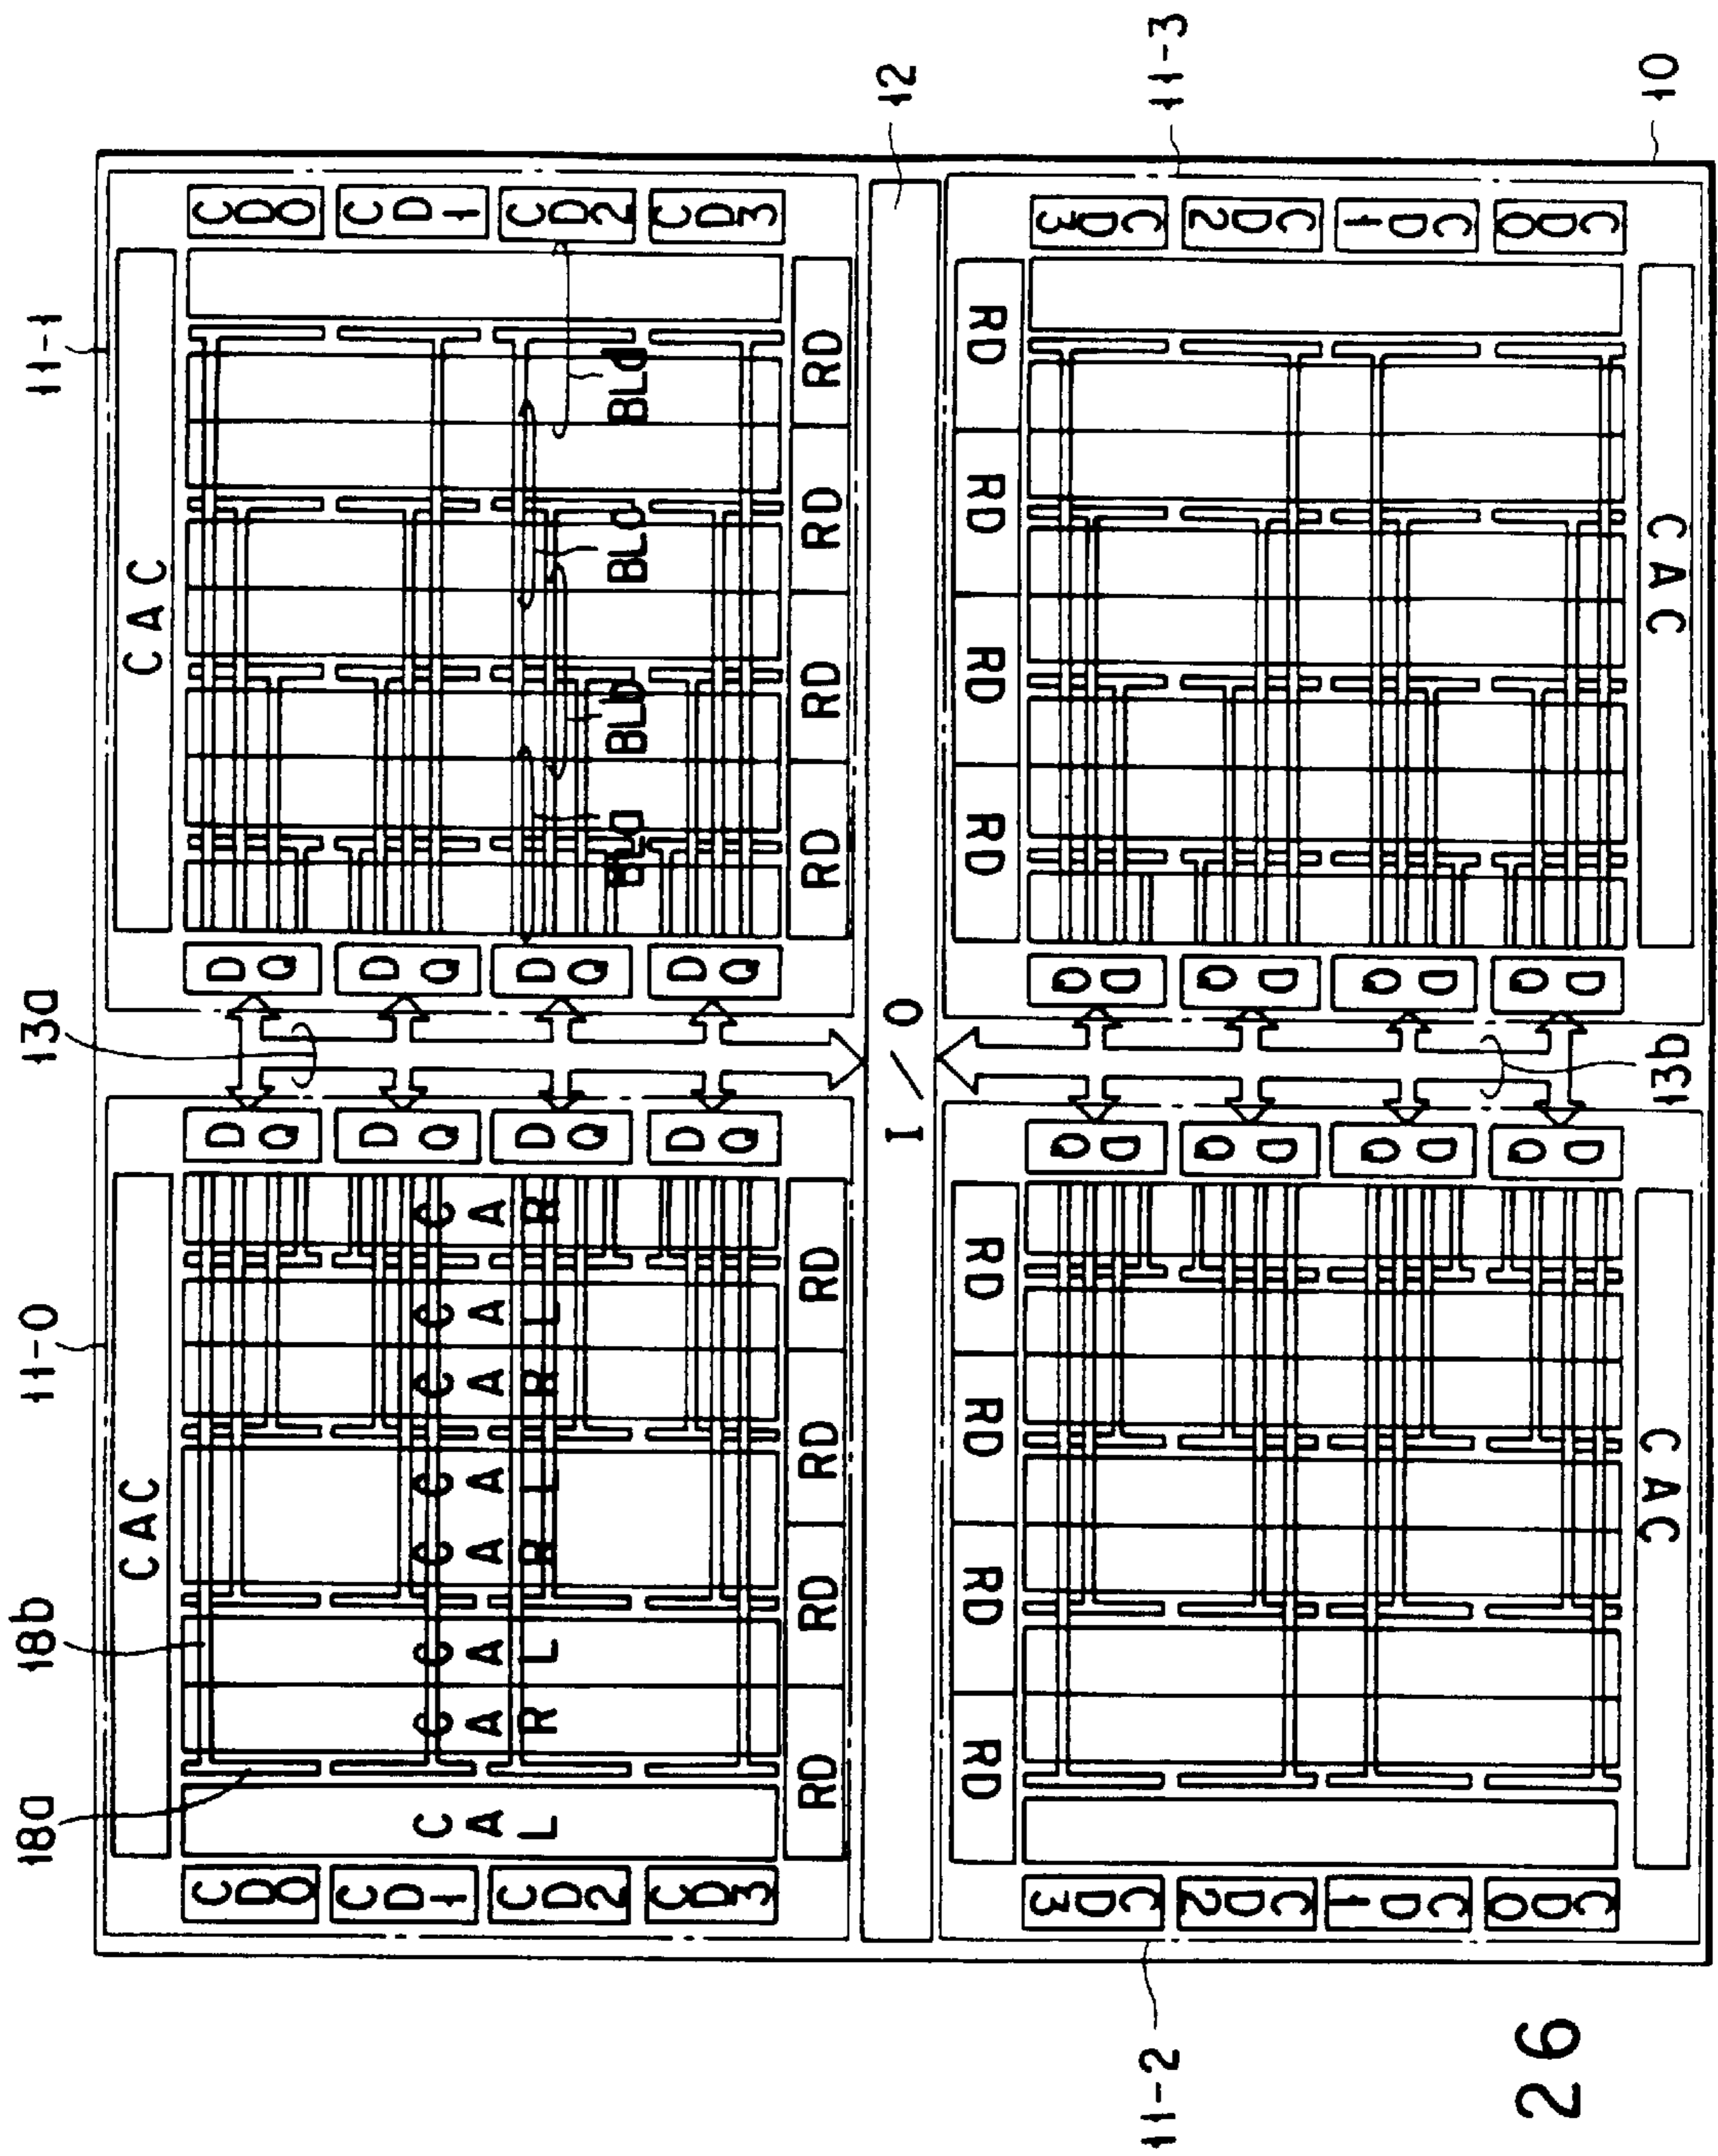 18a
18b
11-0
13a
11-1
CAC
CAC
CD0
DQ
DQ
CD0
CD1
DQ
DQ
CD1
CAL
CAR
CAL
CAR
CAL
CAR
CAL
CAR
CD2
DQ
DQ
CD2
BLa
BLb
BLc
BLd
CD3
DQ
DQ
CD3
RD
RD
RD
RD
RD
RD
RD
RD
I/O
12
RD
RD
RD
RD
RD
RD
RD
RD
CD3
DQ
DQ
CD3
CD2
DQ
DQ
CD2
CD1
DQ
DQ
CD1
CD0
DQ
DQ
CD0
CAC
CAC
11-2
13b
11-3
10
26